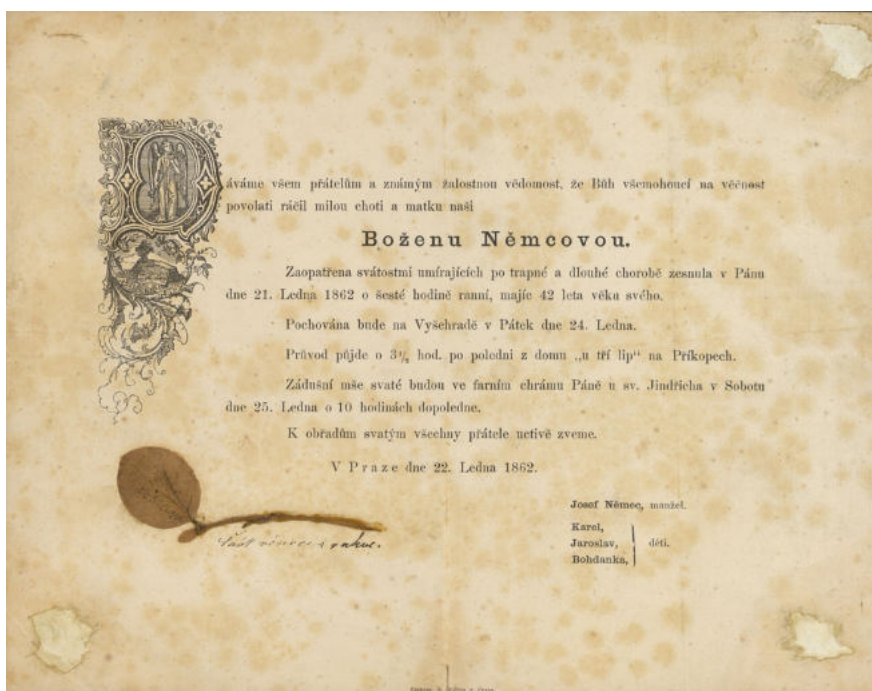 Dáváme všem přátelům a známým žalostnou vědomost, že Bůh všemohoucí na věčnost
povolati ráčil milou choti a matku naši
Boženu Němcovou.
Zaopatřena svátostmi umírajících po trapné a dlouhé chorobě zesnula v Pánu
dne 21. Ledna 1862 o šesté hodině ranní, majíc 42 leta věku svého.
Pochována bude na Vyšehradě v Pátek dne 24. Ledna.
Průvod půjde o 3½ hod. po poledni z domu „u tří lip“ na Příkopech.
Zádušní mše svaté budou ve farním chrámu Páně u sv. Jindřicha v Sobotu
dne 25. Ledna o 10 hodinách dopoledne.
K obřadům svatým všechny přátele uctivě zveme.
V Praze dne 22. Ledna 1862.
Josef Němec, manžel.
Karel,
Jaroslav, děti.
Bohdanka,
část věnce z rakve.